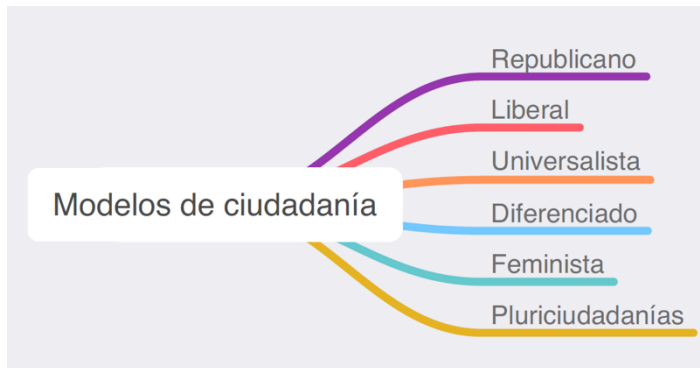 Modelos de ciudadanía
Republicano
Liberal
Universalista
Diferenciado
Feminista
Pluriciudadanías